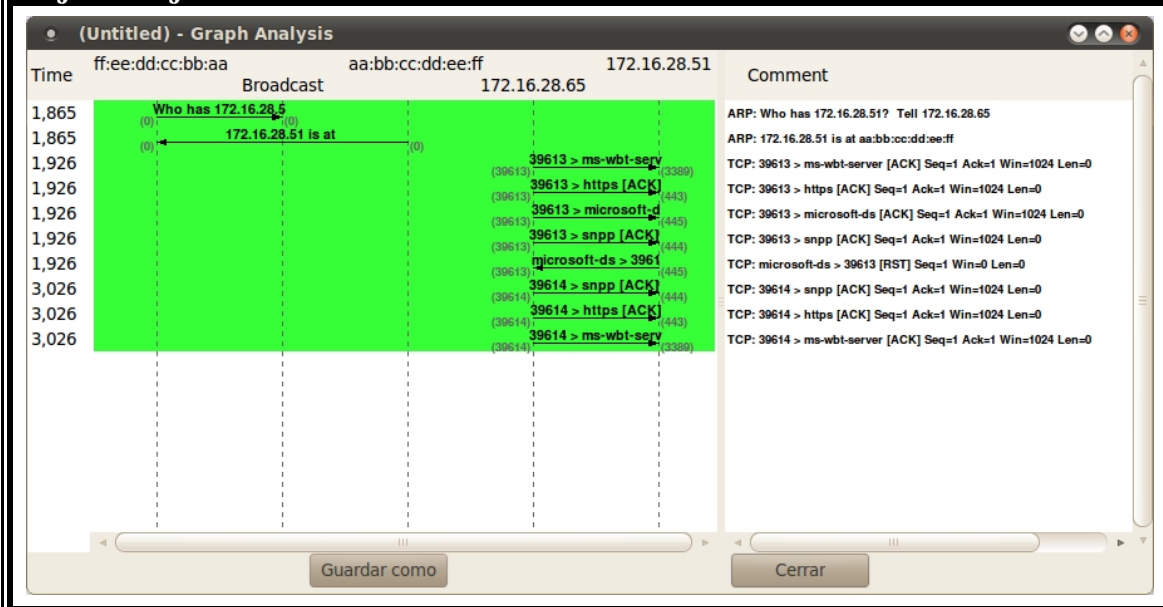 (Untitled) - Graph Analysis
Time
ff:ee:dd:cc:bb:aa aa:bb:cc:dd:ee:ff 172.16.28.51
Broadcast 172.16.28.65
Comment
1,865 Who has 172.16.28.5 (0) (0) ARP: Who has 172.16.28.51? Tell 172.16.28.65
1,865 172.16.28.51 is at (0) (0) ARP: 172.16.28.51 is at aa:bb:cc:dd:ee:ff
1,926 39613 > ms-wbt-serv (39613) (3389) TCP: 39613 > ms-wbt-server [ACK] Seq=1 Ack=1 Win=1024 Len=0
1,926 39613 > https [ACK] (39613) (443) TCP: 39613 > https [ACK] Seq=1 Ack=1 Win=1024 Len=0
1,926 39613 > microsoft-d (39613) (445) TCP: 39613 > microsoft-ds [ACK] Seq=1 Ack=1 Win=1024 Len=0
1,926 39613 > snpp [ACK] (39613) (444) TCP: 39613 > snpp [ACK] Seq=1 Ack=1 Win=1024 Len=0
1,926 microsoft-ds > 3961 (39613) (445) TCP: microsoft-ds > 39613 [RST] Seq=1 Win=0 Len=0
3,026 39614 > snpp [ACK] (39614) (444) TCP: 39614 > snpp [ACK] Seq=1 Ack=1 Win=1024 Len=0
3,026 39614 > https [ACK] (39614) (443) TCP: 39614 > https [ACK] Seq=1 Ack=1 Win=1024 Len=0
3,026 39614 > ms-wbt-serv (39614) (3389) TCP: 39614 > ms-wbt-server [ACK] Seq=1 Ack=1 Win=1024 Len=0
Guardar como Cerrar